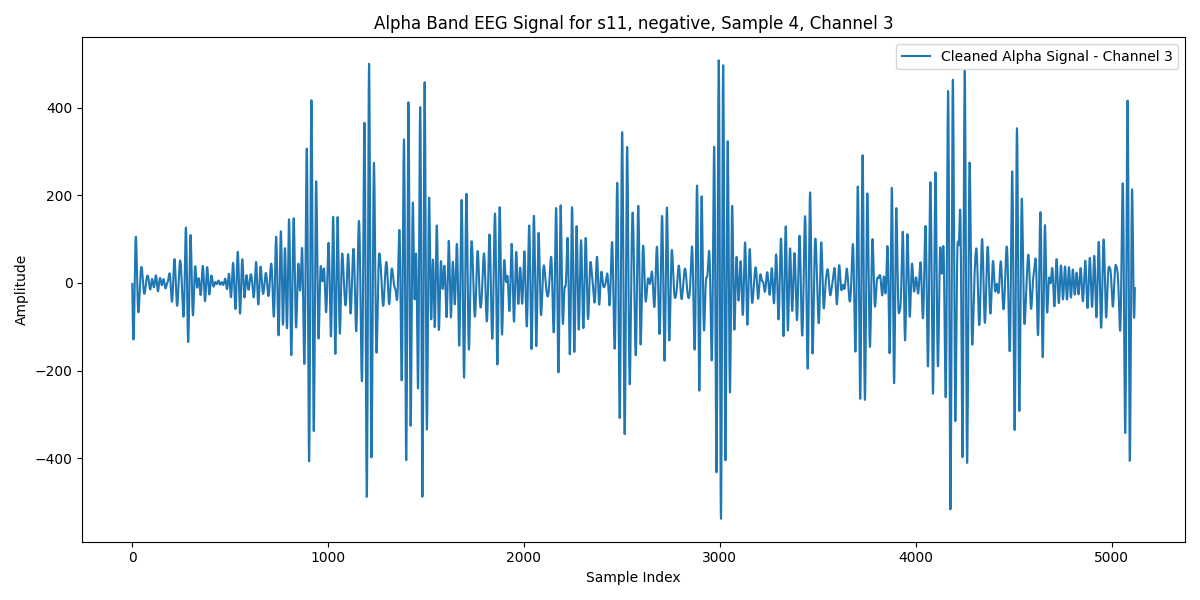 Alpha Band EEG Signal for s11, negative, Sample 4, Channel 3
Cleaned Alpha Signal - Channel 3
Amplitude
400
200
0
−200
−400
0 1000 2000 3000 4000 5000
Sample Index